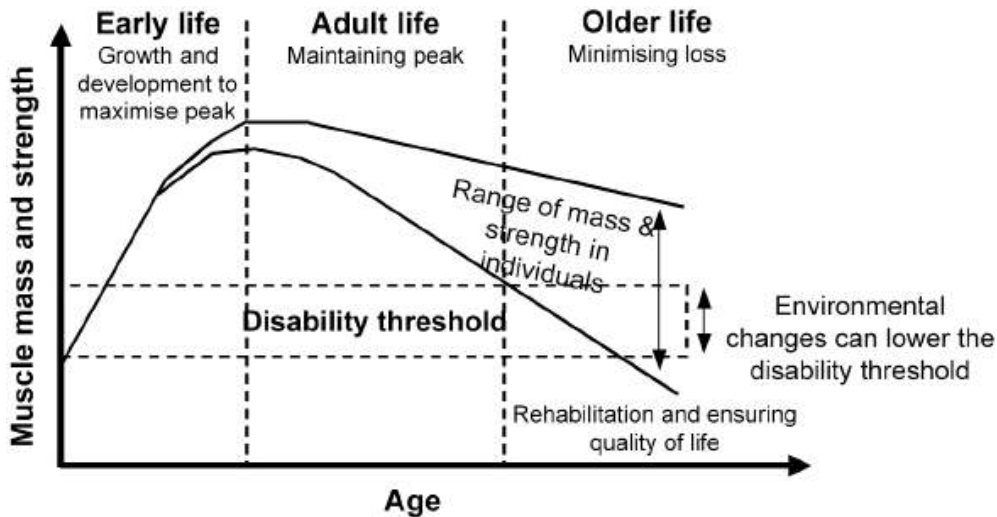 Early life
Growth and
development to
maximise peak
Adult life
Maintaining peak
Older life
Minimising loss
Muscle mass and strength
Range of mass &
strength in
individuals
Disability threshold
Environmental
changes can lower the
disability threshold
Rehabilitation and ensuring
quality of life
Age